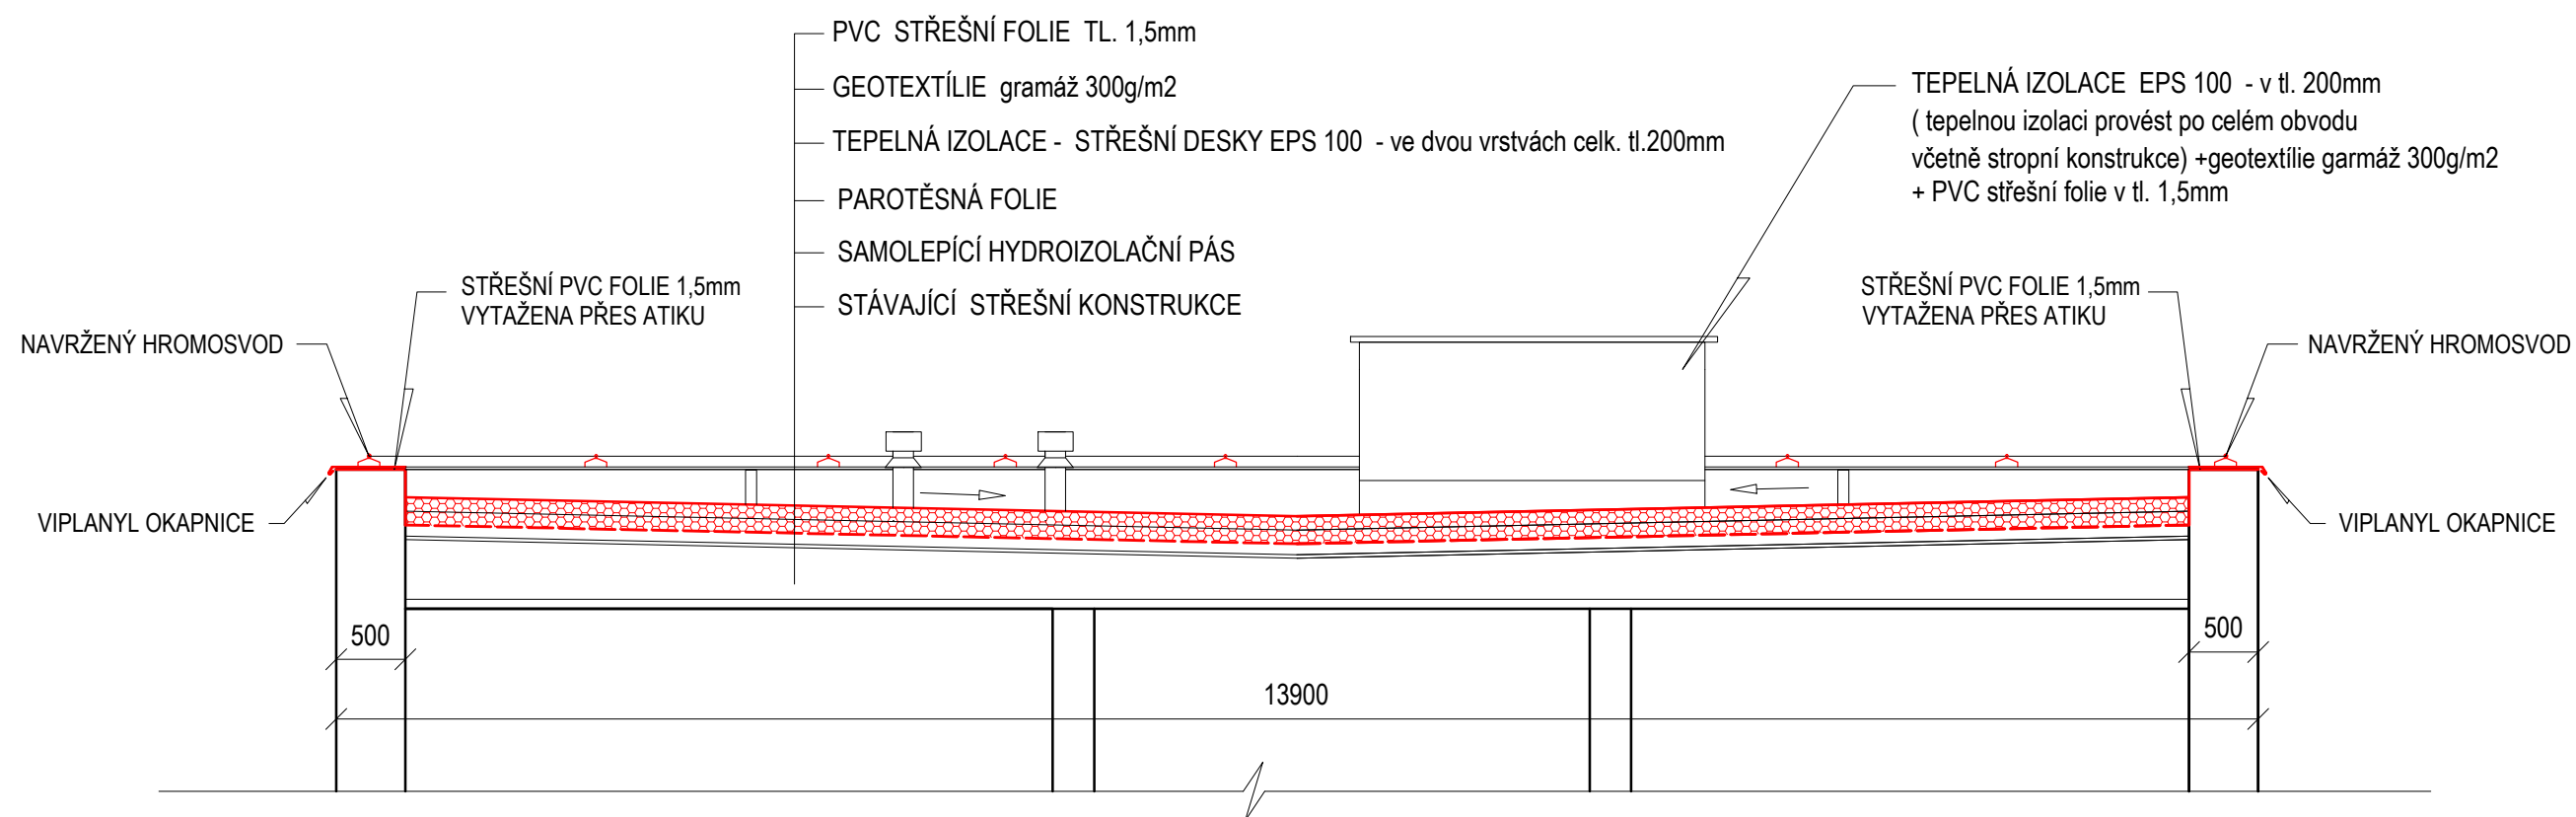 PVC STŘEŠNÍ FOLIE TL. 1,5mm
GEOTEXTÍLIE gramáž 300g/m2
TEPELNÁ IZOLACE - STŘEŠNÍ DESKY EPS 100 - ve dvou vrstvách celk. tl.200mm
PAROTĚSNÁ FOLIE
SAMOLEPÍCÍ HYDROIZOLAČNÍ PÁS
STÁVAJÍCÍ STŘEŠNÍ KONSTRUKCE
TEPELNÁ IZOLACE EPS 100 - v tl. 200mm
( tepelnou izolaci provést po celém obvodu
včetně stropní konstrukce) +geotextílie garmáž 300g/m2
+ PVC střešní folie v tl. 1,5mm
STŘEŠNÍ PVC FOLIE 1,5mm
VYTAŽENA PŘES ATIKU
STŘEŠNÍ PVC FOLIE 1,5mm
VYTAŽENA PŘES ATIKU
NAVRŽENÝ HROMOSVOD
NAVRŽENÝ HROMOSVOD
VIPLANYL OKAPNICE
VIPLANYL OKAPNICE
500
500
13900